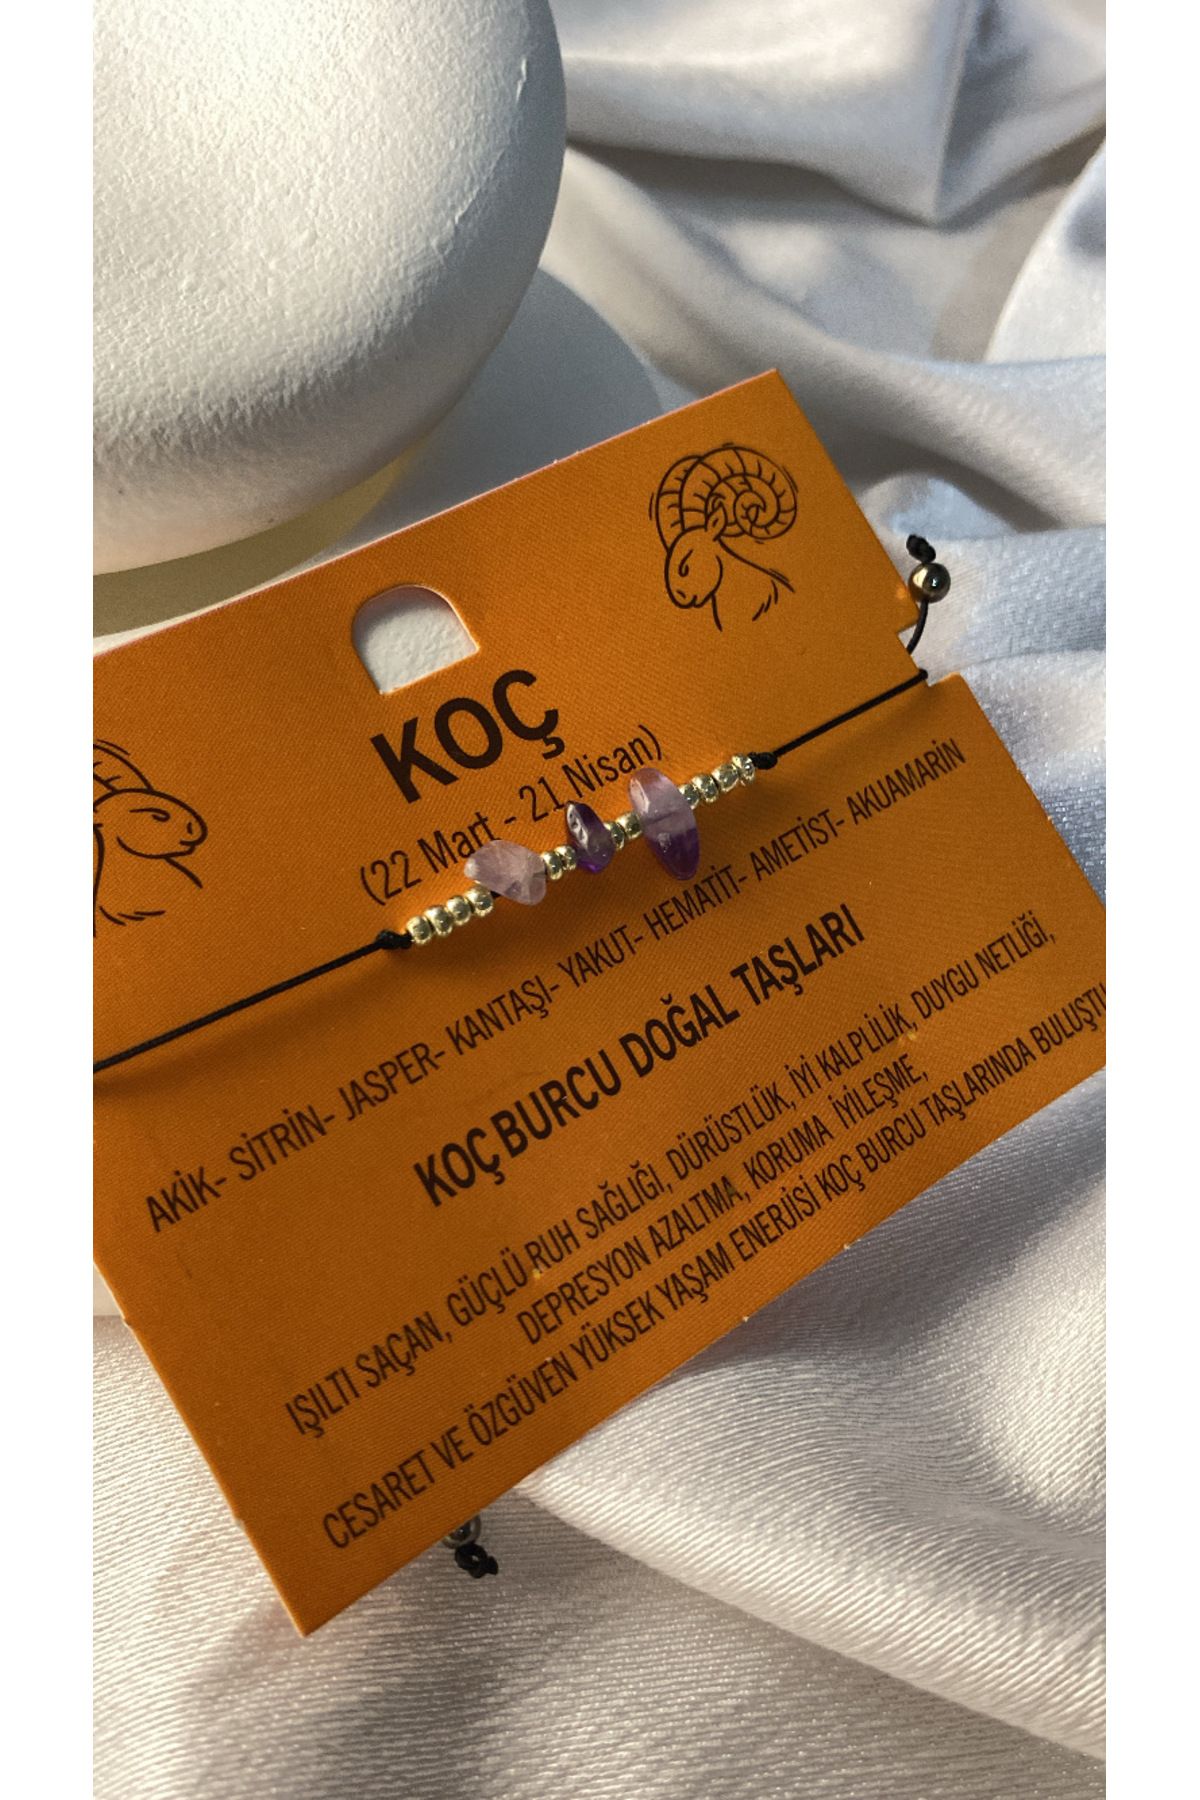 KOÇ
(22 Mart - 21 Nisan)
AKİK- SİTRİN- JASPER- KANTAŞI- YAKUT- HEMATİT- AMETİST- AKUAMARİN
KOÇ BURCU DOĞAL TAŞLARI
IŞILTI SAÇAN, GÜÇLÜ RUH SAĞLIĞI, DÜRÜSTLÜK, İYİ KALPLİLİK, DUYGU NETLİĞİ,
DEPRESYON AZALTMA, KORUMA İYİLEŞME,
CESARET VE ÖZGÜVEN YÜKSEK YAŞAM ENERJİSİ KOÇ BURCU TAŞLARINDA